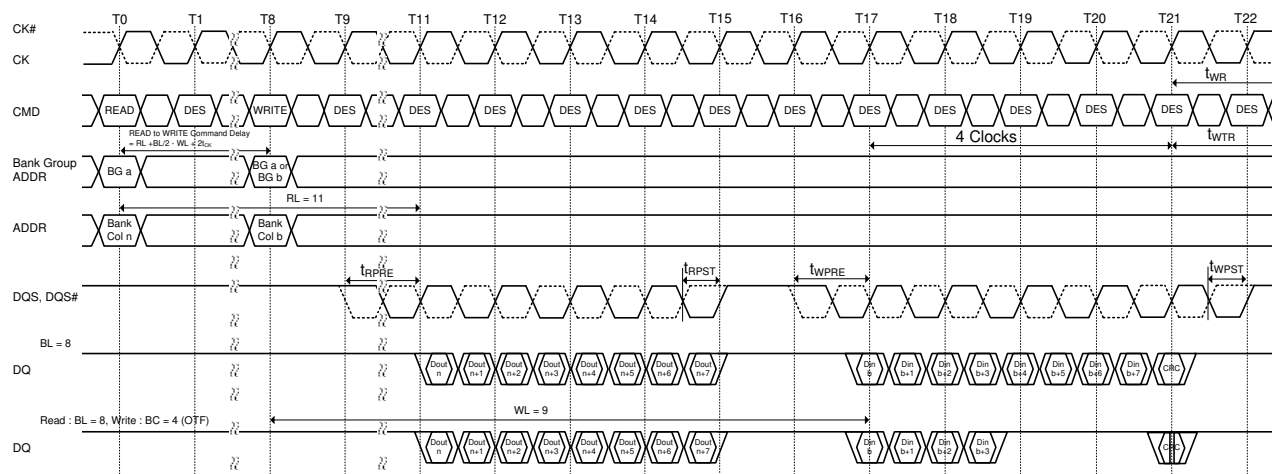 T0 T1 T8 T9 T11 T12 T13 T14 T15 T16 T17 T18 T19 T20 T21 T22
CK#
CK
tWR
CMD READ DES WRITE DES DES DES DES DES DES DES DES DES DES DES DES DES
READ to WRITE Command Delay
= RL +BL/2 - WL + 2tCK
4 Clocks
tWTR
Bank Group
ADDR
BG a
BG a or
BG b
RL = 11
ADDR
Bank
Col n
Bank
Col b
tRPRE tRPST tWPRE tWPST
DQS, DQS#
BL = 8
DQ
Dout n Dout n+1 Dout n+2 Dout n+3 Dout n+4 Dout n+5 Dout n+6 Dout n+7 Din b Din b+1 Din b+2 Din b+3 Din b+4 Din b+5 Din b+6 Din b+7 CRC
Read : BL = 8, Write : BC = 4 (OTF)
WL = 9
DQ
Dout n Dout n+1 Dout n+2 Dout n+3 Dout n+4 Dout n+5 Dout n+6 Dout n+7 Din b Din b+1 Din b+2 Din b+3 CRC